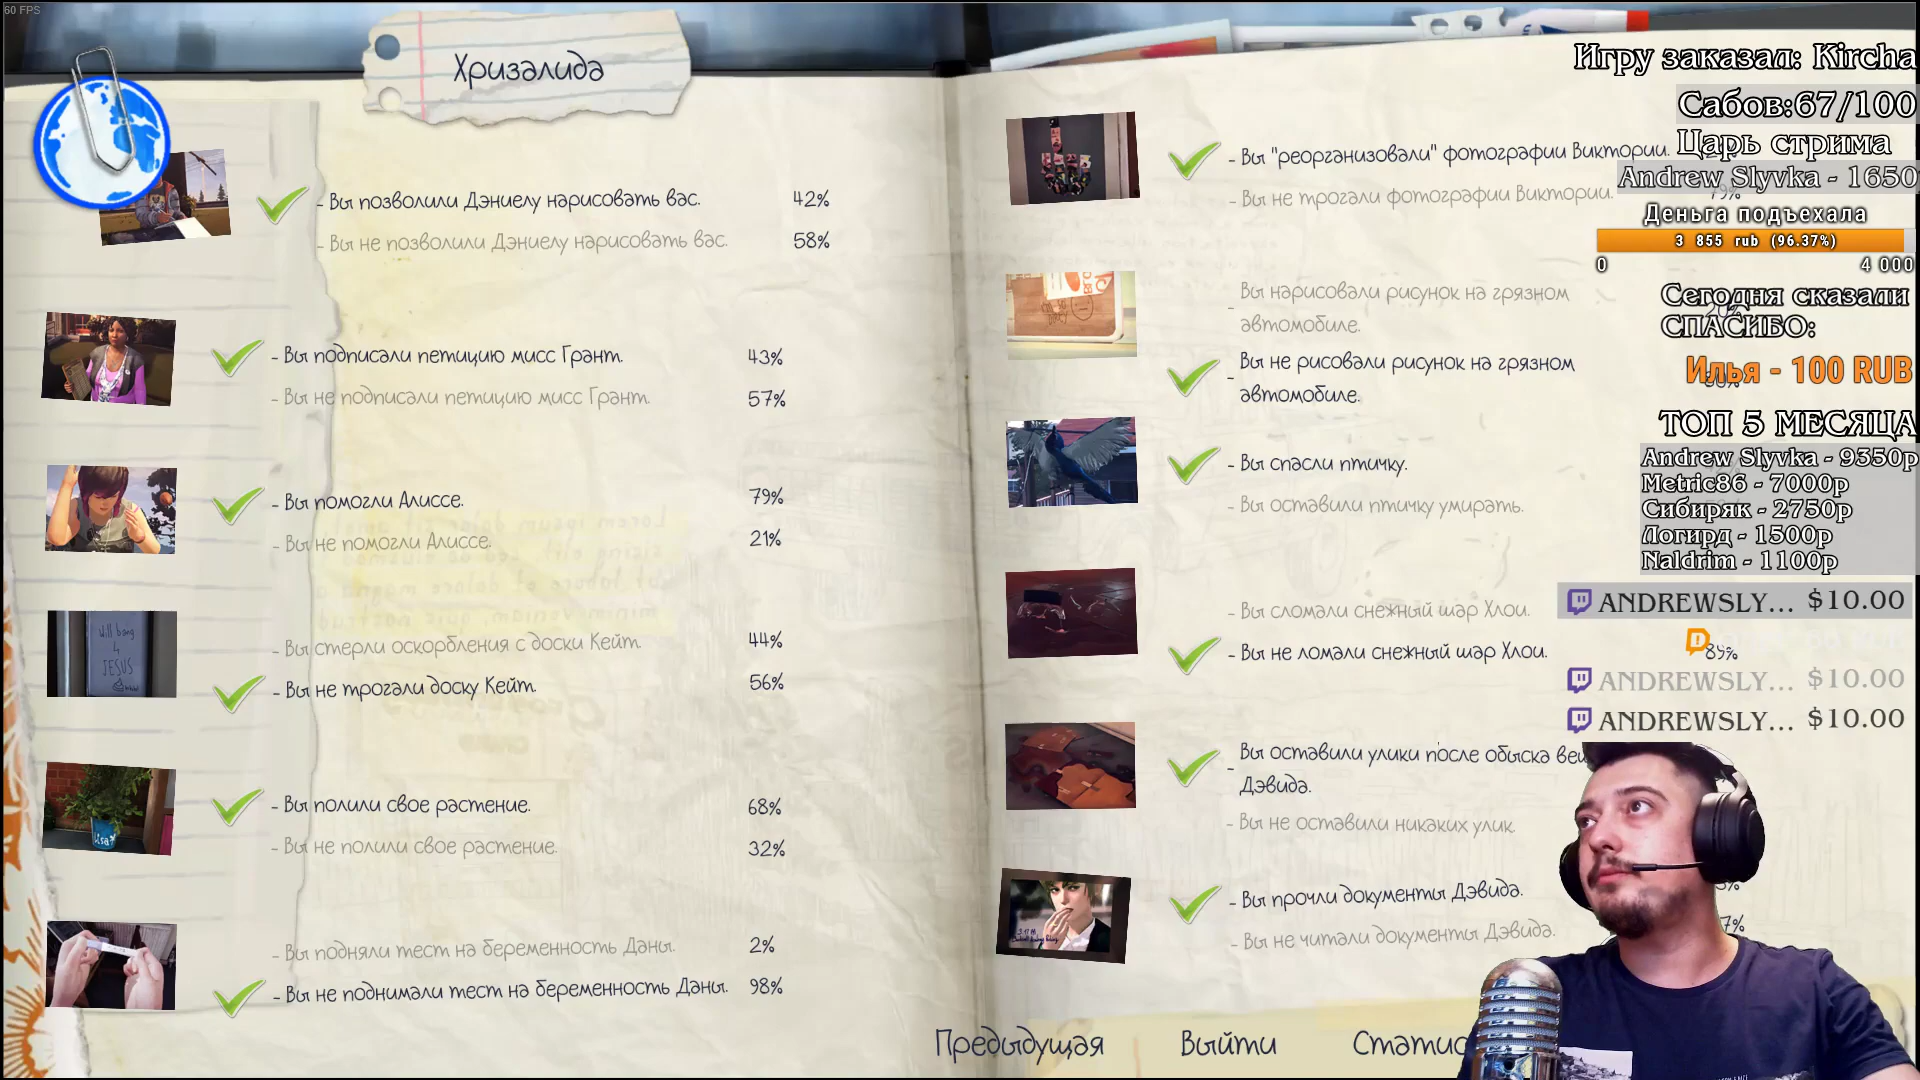 60 FPS
Хризалида
- Вы позволили Дэниелу нарисовать вас. 42%
- Вы не позволили Дэниелу нарисовать вас. 58%
- Вы подписали петицию мисс Грант. 43%
- Вы не подписали петицию мисс Грант. 57%
- Вы помогли Алиссе. 79%
- Вы не помогли Алиссе. 21%
Will bang
4
JESUS
- Вы стерли оскорбления с доски Кейт. 44%
- Вы не трогали доску Кейт. 56%
- Вы полили свое растение. 68%
- Вы не полили свое растение. 32%
- Вы подняли тест на беременность Даны. 2%
- Вы не поднимали тест на беременность Даны. 98%
- Вы "реорганизовали" фотографии Виктории.
- Вы не трогали фотографии Виктории.
- Вы нарисовали рисунок на грязном
автомобиле.
- Вы не рисовали рисунок на грязном
автомобиле.
- Вы спасли птичку.
- Вы оставили птичку умирать.
- Вы сломали снежный шар Хлои.
- Вы не ломали снежный шар Хлои. 89%
- Вы оставили улики после обыска
Дэвида.
- Вы не оставили никаких улик
- Вы прочли документы Дэвида.
- Вы не читали документы Дэвида.
Предыдущая Выйти
Игру заказал: Kircha
Сабов:67/100
Царь стрима
Andrew Slyvka - 1650
Деньга подъехала
3 855 rub (96.37%)
0 4 000
Сегодня сказали
СПАСИБО:
Илья - 100 RUB
ТОП 5 МЕСЯЦА
Andrew Slyvka - 9350р
Metric86 - 7000р
Сибиряк - 2750р
Логирд - 1500р
Naldrim - 1100р
ANDREWSLY... $10.00
ANDREWSLY... $10.00
ANDREWSLY... $10.00